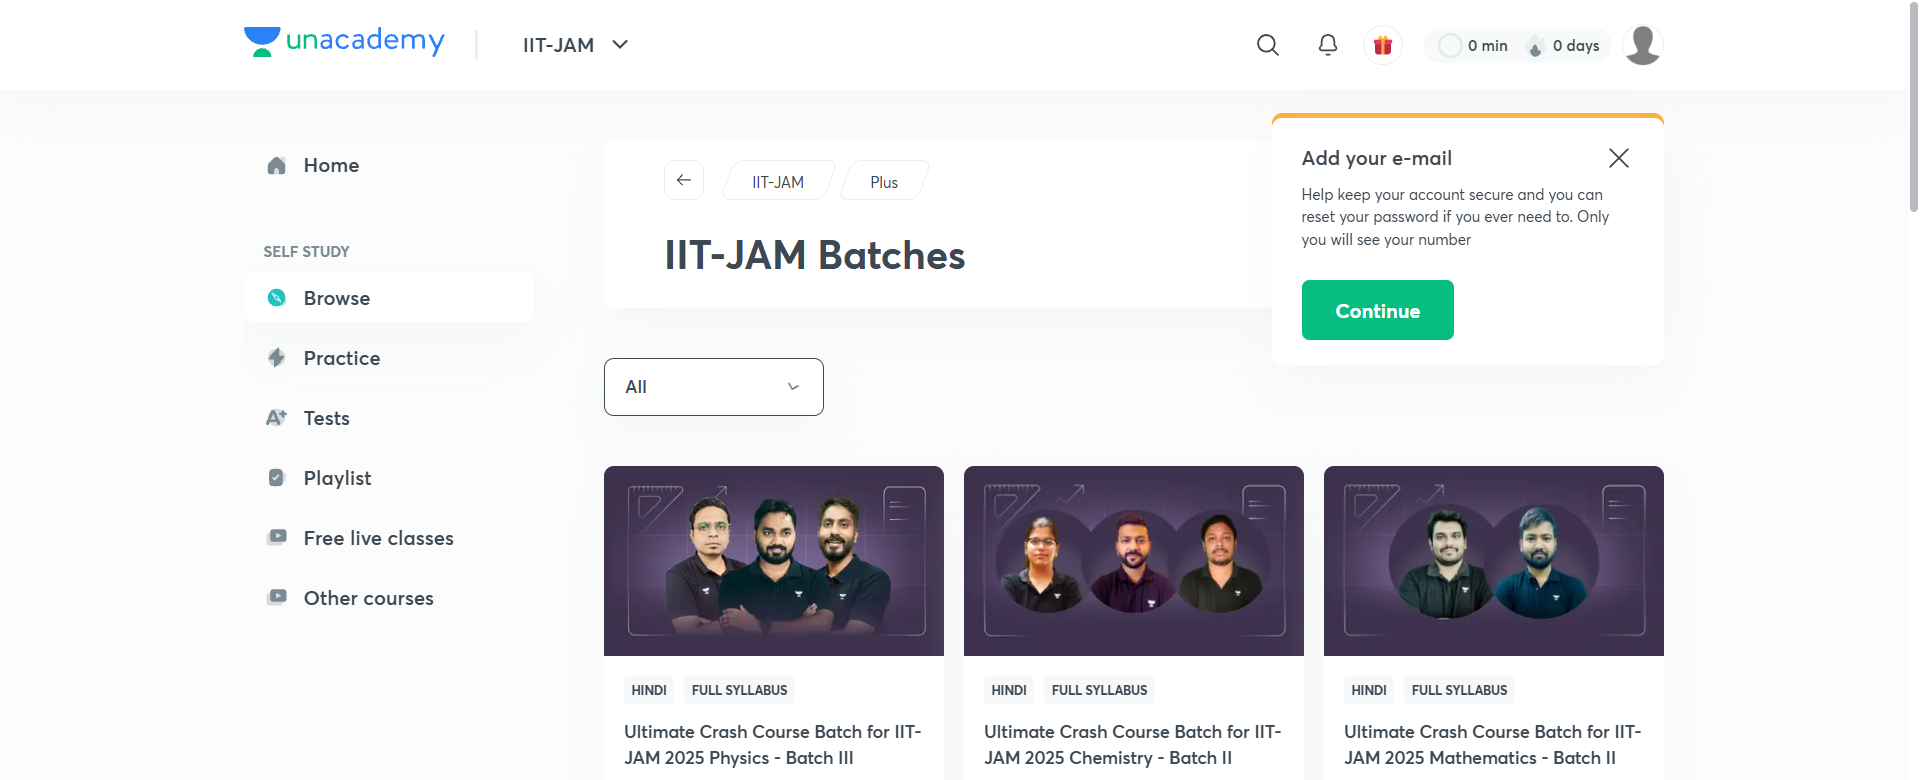 unacademy
IIT-JAM
0 min
0 days
Home
SELF STUDY
Browse
Practice
Tests
Playlist
Free live classes
Other courses
IIT-JAM
Plus
IIT-JAM Batches
Add your e-mail
Help keep your account secure and you can
reset your password if you ever need to. Only
you will see your number
Continue
All
HINDI
FULL SYLLABUS
Ultimate Crash Course Batch for IIT-
JAM 2025 Physics - Batch III
HINDI
FULL SYLLABUS
Ultimate Crash Course Batch for IIT-
JAM 2025 Chemistry - Batch II
HINDI
FULL SYLLABUS
Ultimate Crash Course Batch for IIT-
JAM 2025 Mathematics - Batch II